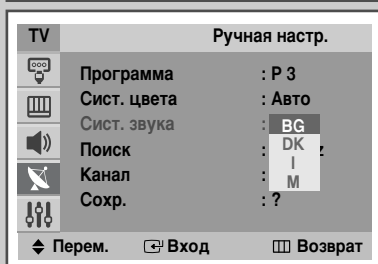 TV Ручная настр.
Программа : P 3
Сист. цвета : Авто
Сист. звука : BG
DK
Поиск : z
I
Канал :
M
Сохр. : ?
Перем. Вход Возврат